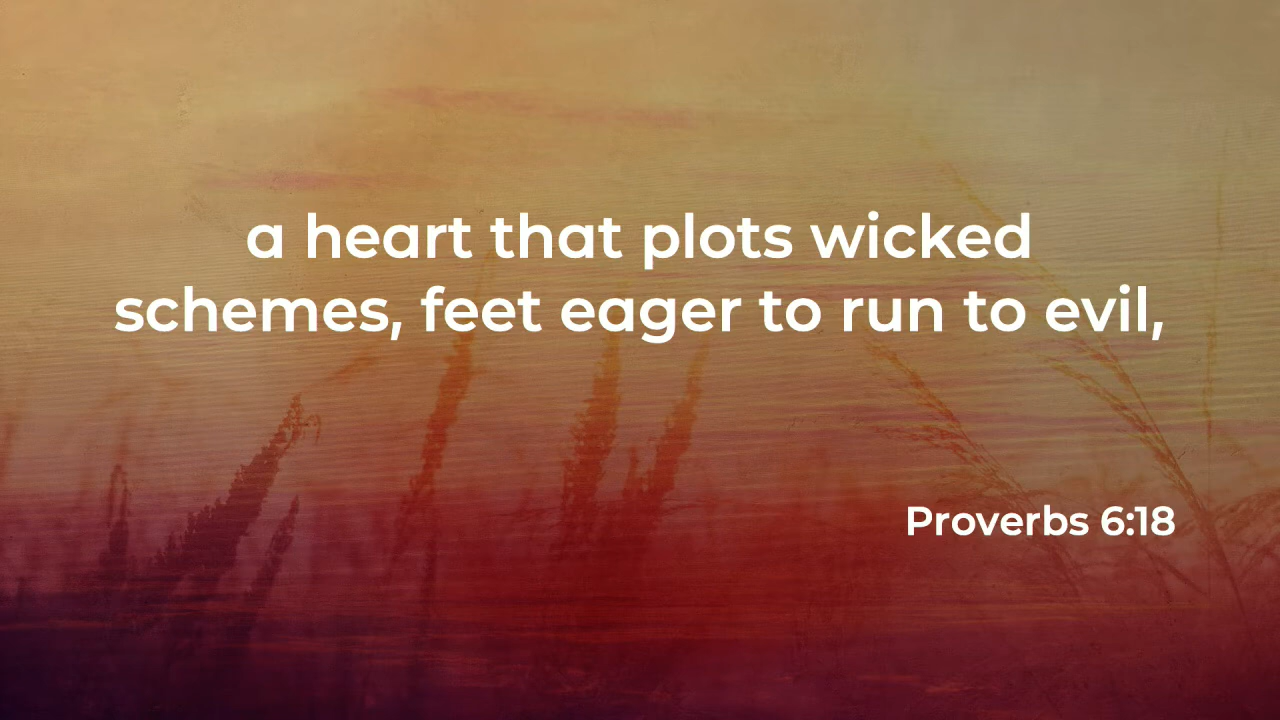 a heart that plots wicked
schemes, feet eager to run to evil,
Proverbs 6:18